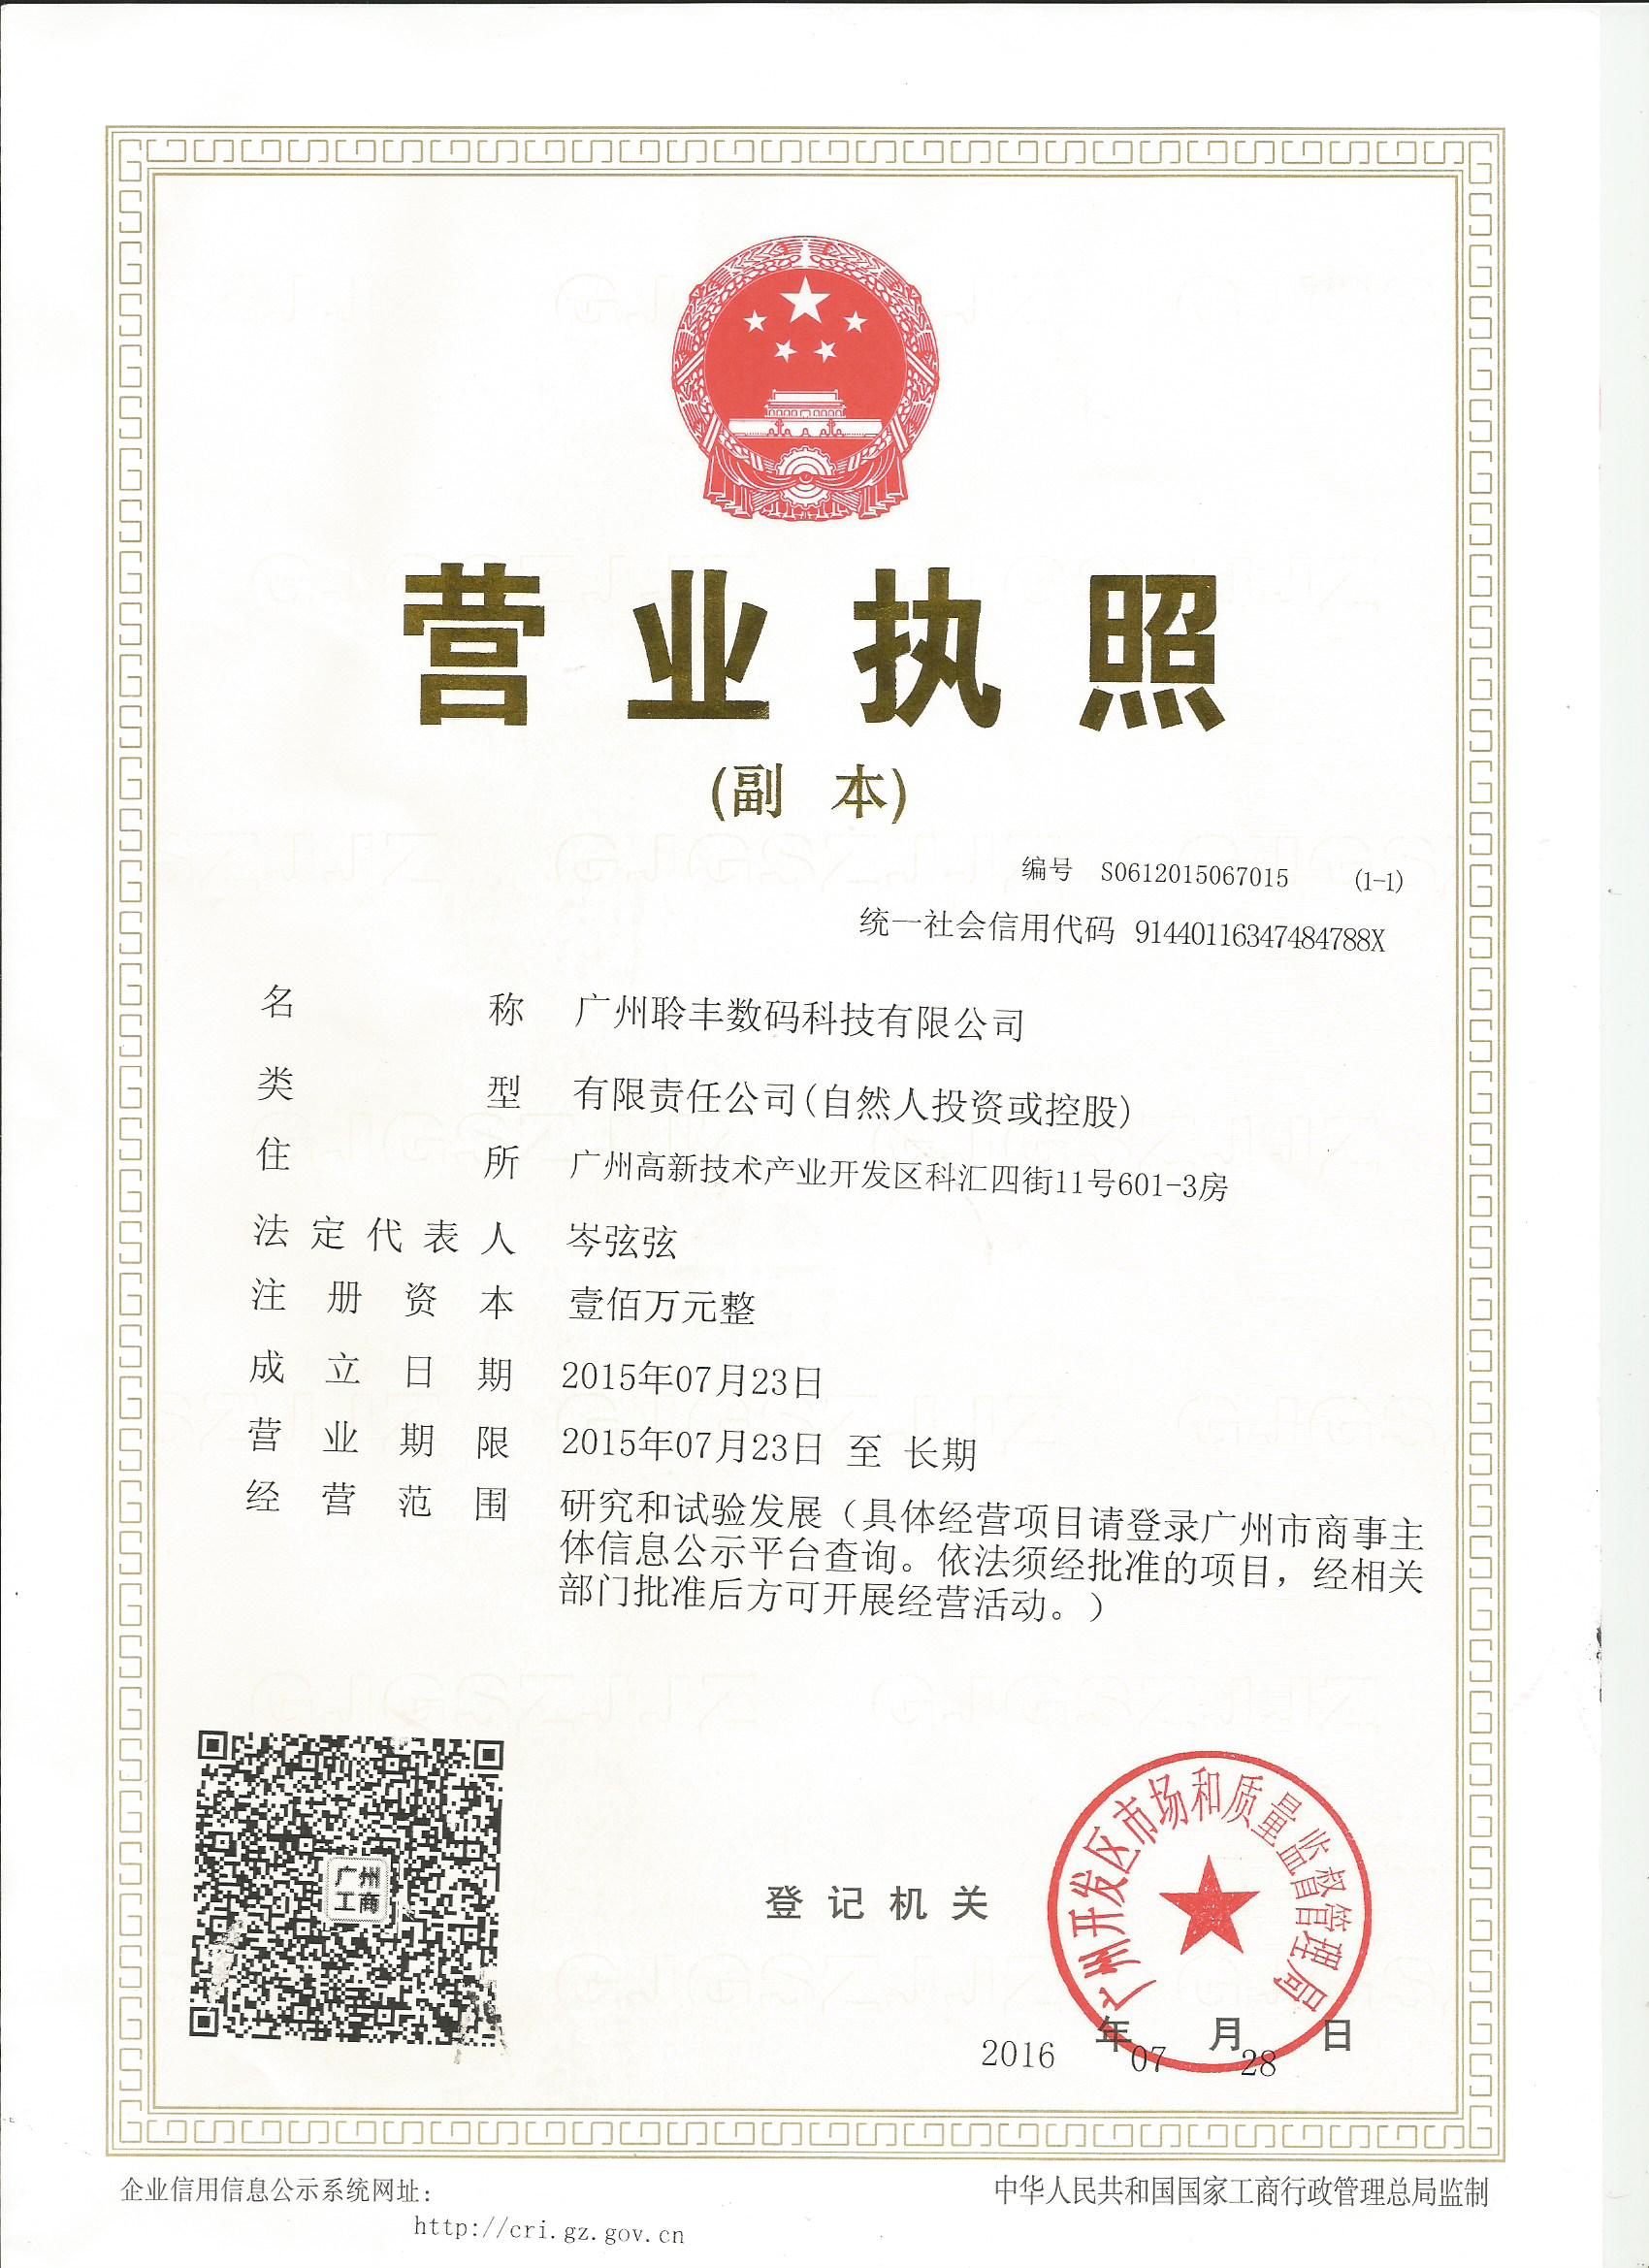 营业执照
(副 本)
编号 S0612015067015 (1-1)
统一社会信用代码 91440116347484788X
名称 广州聆丰数码科技有限公司
类型 有限责任公司(自然人投资或控股)
住所 广州高新技术产业开发区科汇四街11号601-3房
法定代表人 岑弦弦
注册资本 壹佰万元整
成立日期 2015年07月23日
营业期限 2015年07月23日 至 长期
经营范围 研究和试验发展（具体经营项目请登录广州市商事主
体信息公示平台查询。依法须经批准的项目，经相关
部门批准后方可开展经营活动。）
广州
工商
登记机关
广州开发区市场和质量监督管理局
2016年07月28日
企业信用信息公示系统网址：
http://cri.gz.gov.cn
中华人民共和国国家工商行政管理总局监制